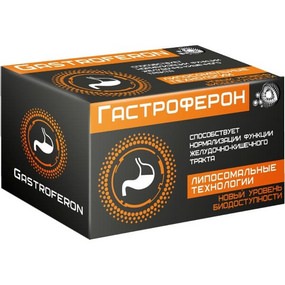 GASTROFERON
ГАСТРОФЕРОН
СПОСОБСТВУЕТ
НОРМАЛИЗАЦИИ ФУНКЦИИ
ЖЕЛУДОЧНО-КИШЕЧНОГО
ТРАКТА
ЛИПОСОМАЛЬНЫЕ
ТЕХНОЛОГИИ
НОВЫЙ УРОВЕНЬ
БИОДОСТУПНОСТИ
GASTROFERON